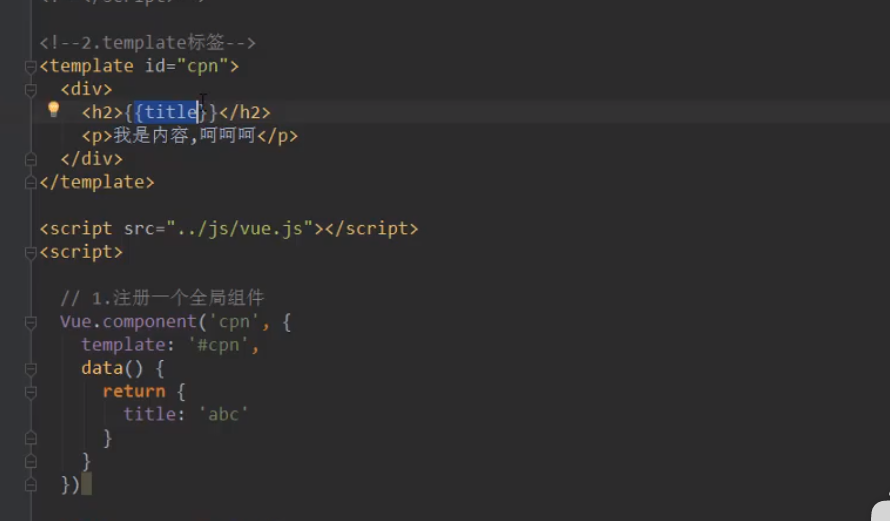 <!--2.template标签-->
<template id="cpn">
<div>
<h2>{{title}}</h2>
<p>我是内容,呵呵呵</p>
</div>
</template>
<script src="../js/vue.js"></script>
<script>
// 1.注册一个全局组件
Vue.component('cpn', {
template: '#cpn',
data() {
return {
title: 'abc'
}
}
})